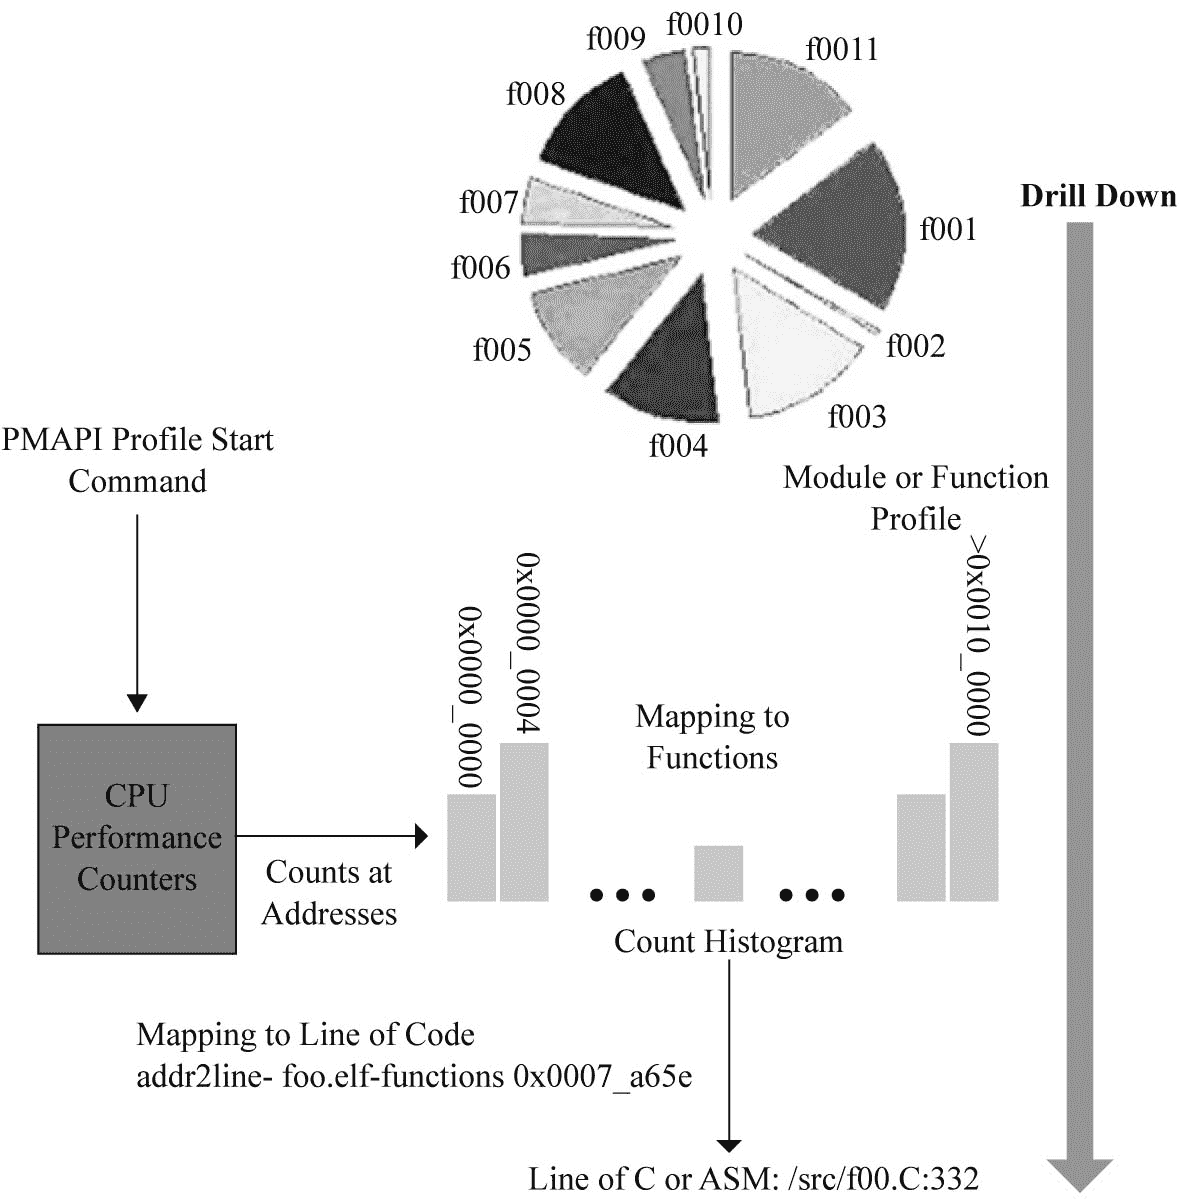 f0010
f009
f0011
f008
Drill Down
f007
f001
f006
f002
f005
f003
f004
PMAPI Profile Start
Command
Module or Function
Profile
0x0000_0000
0x0000_0004
>0x0010_0000
Mapping to
Functions
CPU
Performance
Counters
Counts at
Addresses
Count Histogram
Mapping to Line of Code
addr2line- foo.elf-functions 0x0007_a65e
Line of C or ASM: /src/f00.C:332